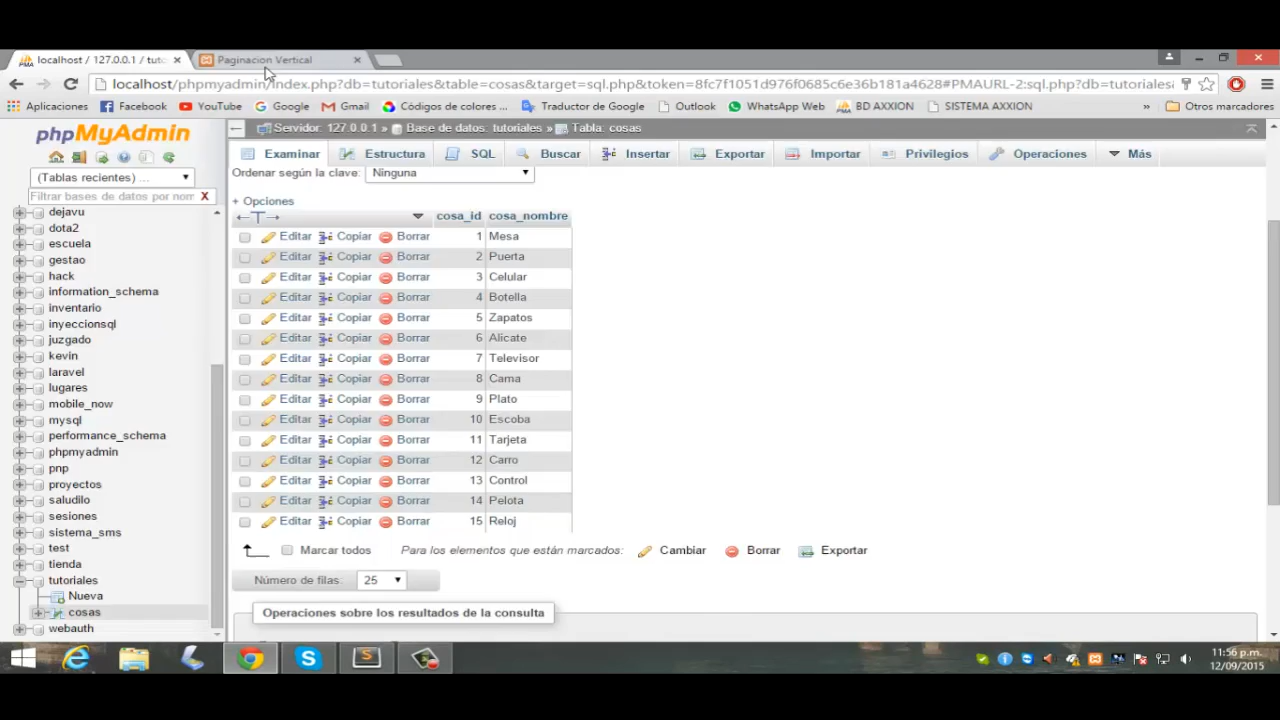 localhost / 127.0.0.1 / tuto
Paginacion Vertical
localhost/phpmyadmin/index.php?db=tutoriales&table=cosas&target=sql.php&token=8fc7f1051d976f0685c6e36b181a4628#PMAURL-2:sql.php?db=tutoriales&
Aplicaciones
Facebook
YouTube
Google
Gmail
Códigos de colores ...
Traductor de Google
Outlook
WhatsApp Web
BD AXXION
SISTEMA AXXION
»
Otros marcadores
phpMyAdmin
(Tablas recientes) ...
Filtrar bases de datos por nom
X
dejavu
dota2
escuela
gestao
hack
information_schema
inventario
inyeccionsql
juzgado
kevin
laravel
lugares
mobile_now
mysql
performance_schema
phpmyadmin
pnp
proyectos
saludilo
sesiones
sistema_sms
test
tienda
tutoriales
Nueva
cosas
webauth
Servidor: 127.0.0.1 » Base de datos: tutoriales » Tabla: cosas
Examinar
Estructura
SQL
Buscar
Insertar
Exportar
Importar
Privilegios
Operaciones
Más
Ordenar según la clave: Ninguna
+ Opciones
cosa_id cosa_nombre
Editar Copiar Borrar 1 Mesa
Editar Copiar Borrar 2 Puerta
Editar Copiar Borrar 3 Celular
Editar Copiar Borrar 4 Botella
Editar Copiar Borrar 5 Zapatos
Editar Copiar Borrar 6 Alicate
Editar Copiar Borrar 7 Televisor
Editar Copiar Borrar 8 Cama
Editar Copiar Borrar 9 Plato
Editar Copiar Borrar 10 Escoba
Editar Copiar Borrar 11 Tarjeta
Editar Copiar Borrar 12 Carro
Editar Copiar Borrar 13 Control
Editar Copiar Borrar 14 Pelota
Editar Copiar Borrar 15 Reloj
Marcar todos
Para los elementos que están marcados:
Cambiar
Borrar
Exportar
Número de filas: 25
Operaciones sobre los resultados de la consulta
11:56 p.m.
12/09/2015